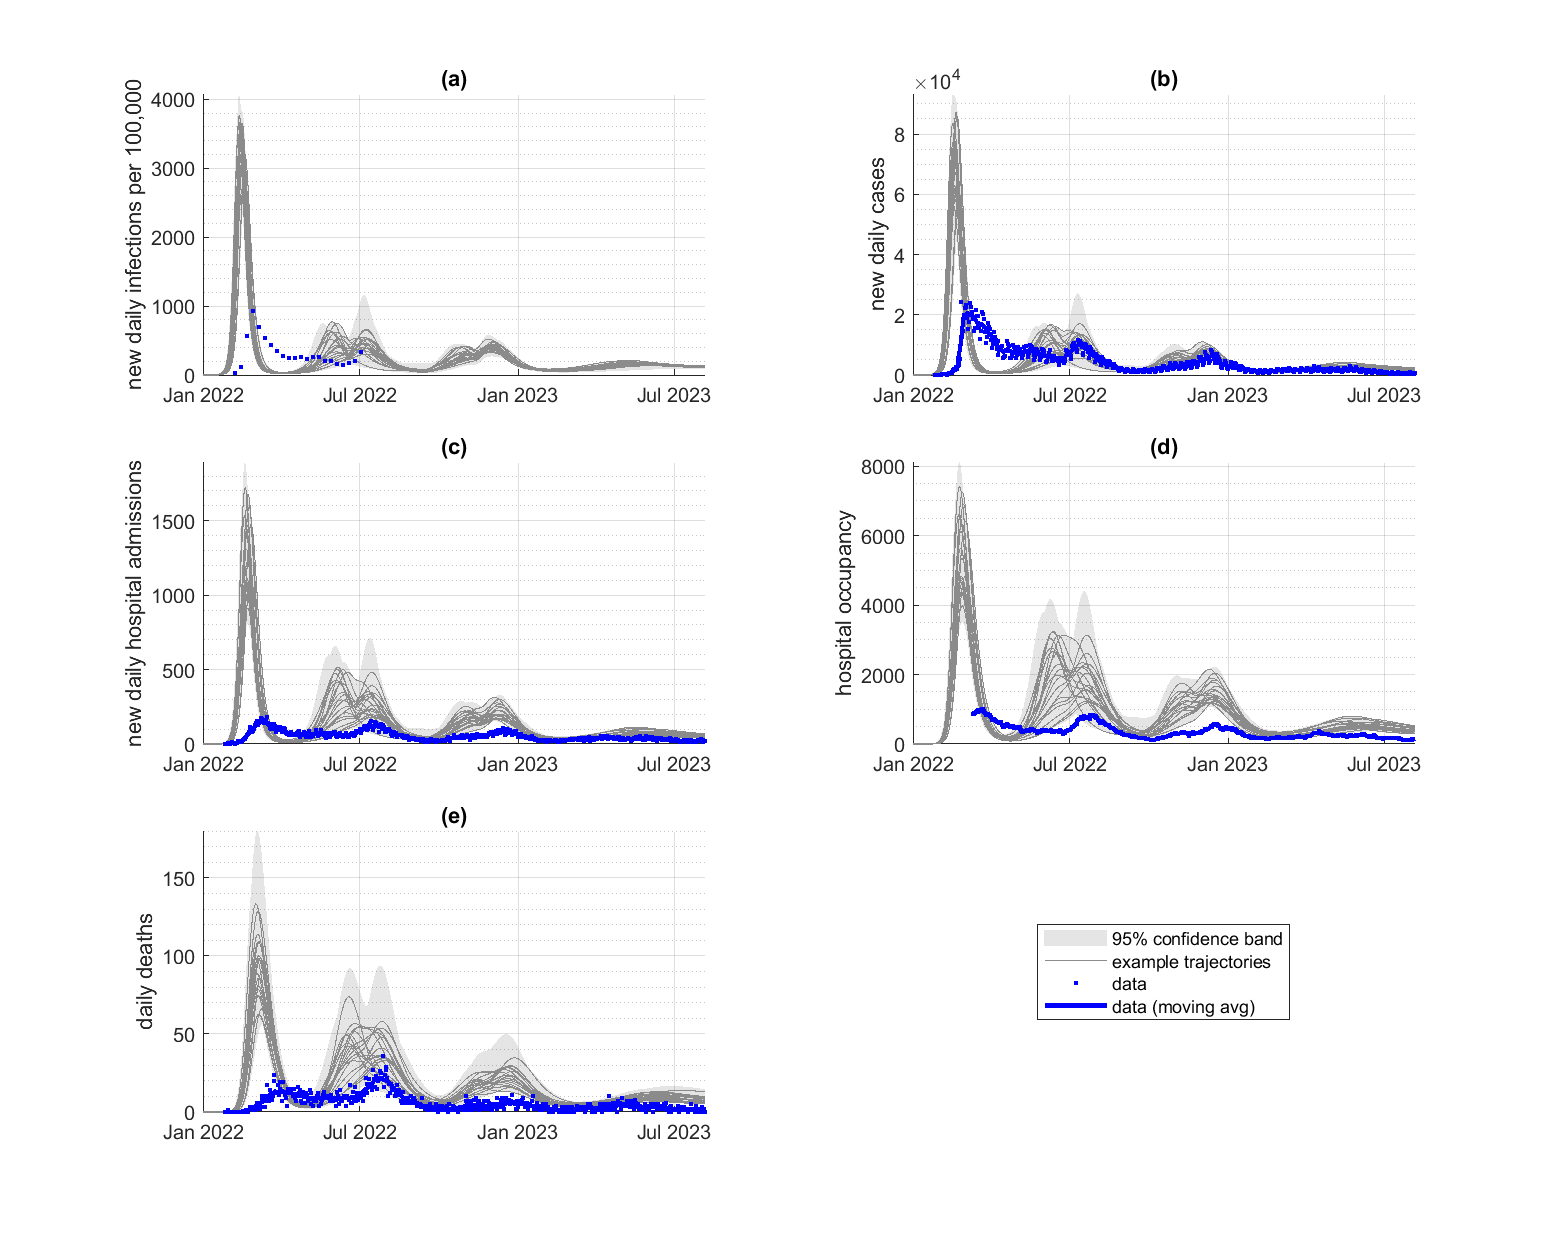 (a)
new daily infections per 100,000
4000
3000
2000
1000
0
Jan 2022 Jul 2022 Jan 2023 Jul 2023
(b)
×10^4
new daily cases
8
6
4
2
0
Jan 2022 Jul 2022 Jan 2023 Jul 2023
(c)
new daily hospital admissions
1500
1000
500
0
Jan 2022 Jul 2022 Jan 2023 Jul 2023
(d)
hospital occupancy
8000
6000
4000
2000
0
Jan 2022 Jul 2022 Jan 2023 Jul 2023
(e)
daily deaths
150
100
50
0
Jan 2022 Jul 2022 Jan 2023 Jul 2023
95% confidence band
example trajectories
data
data (moving avg)